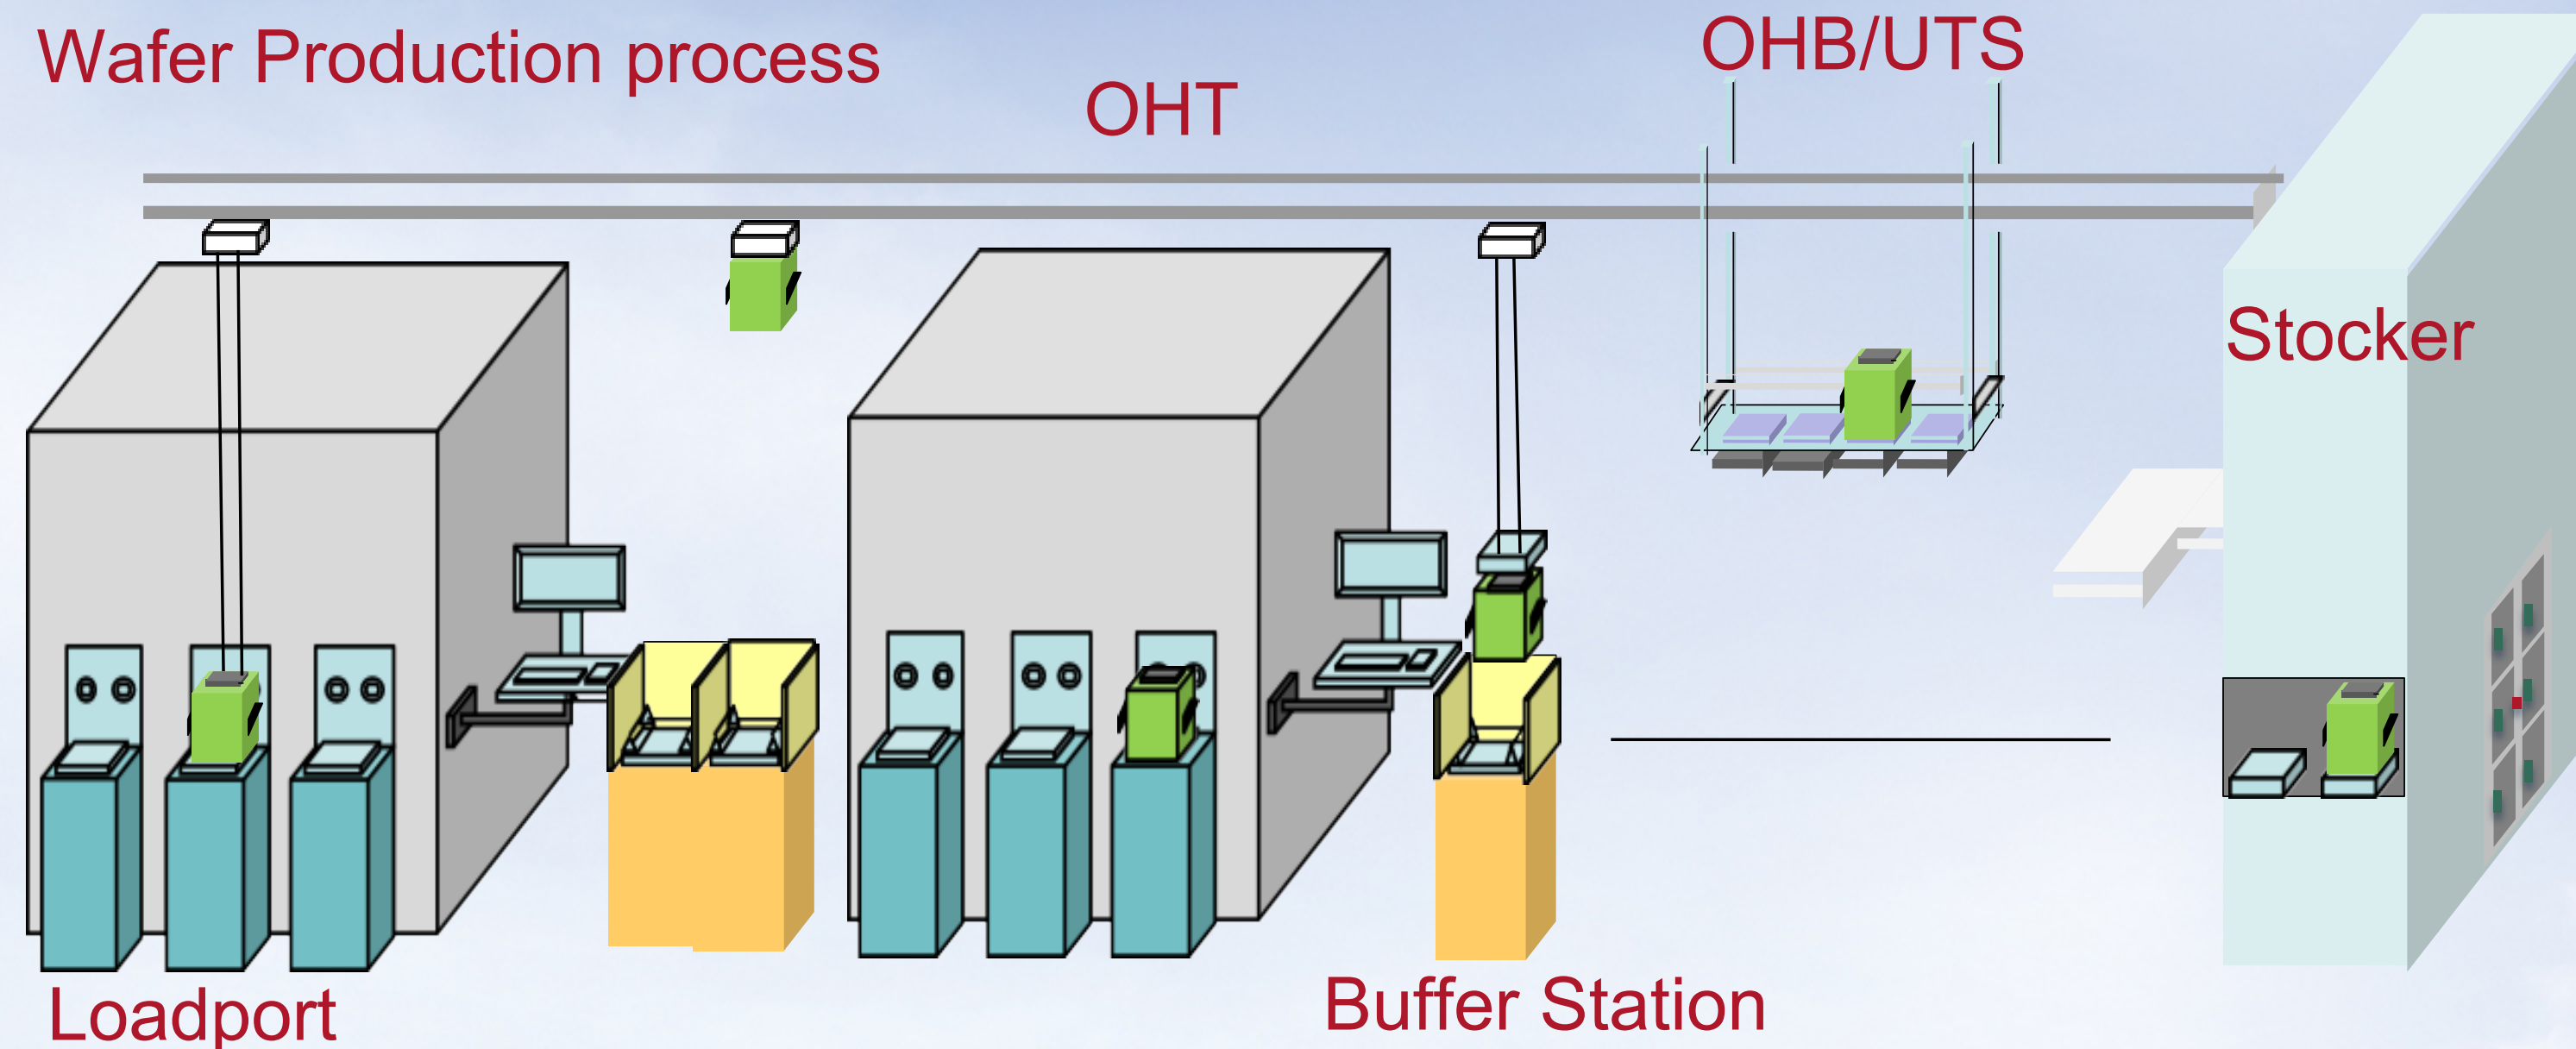 Wafer Production process
OHT
OHB/UTS
Stocker
Loadport
Buffer Station